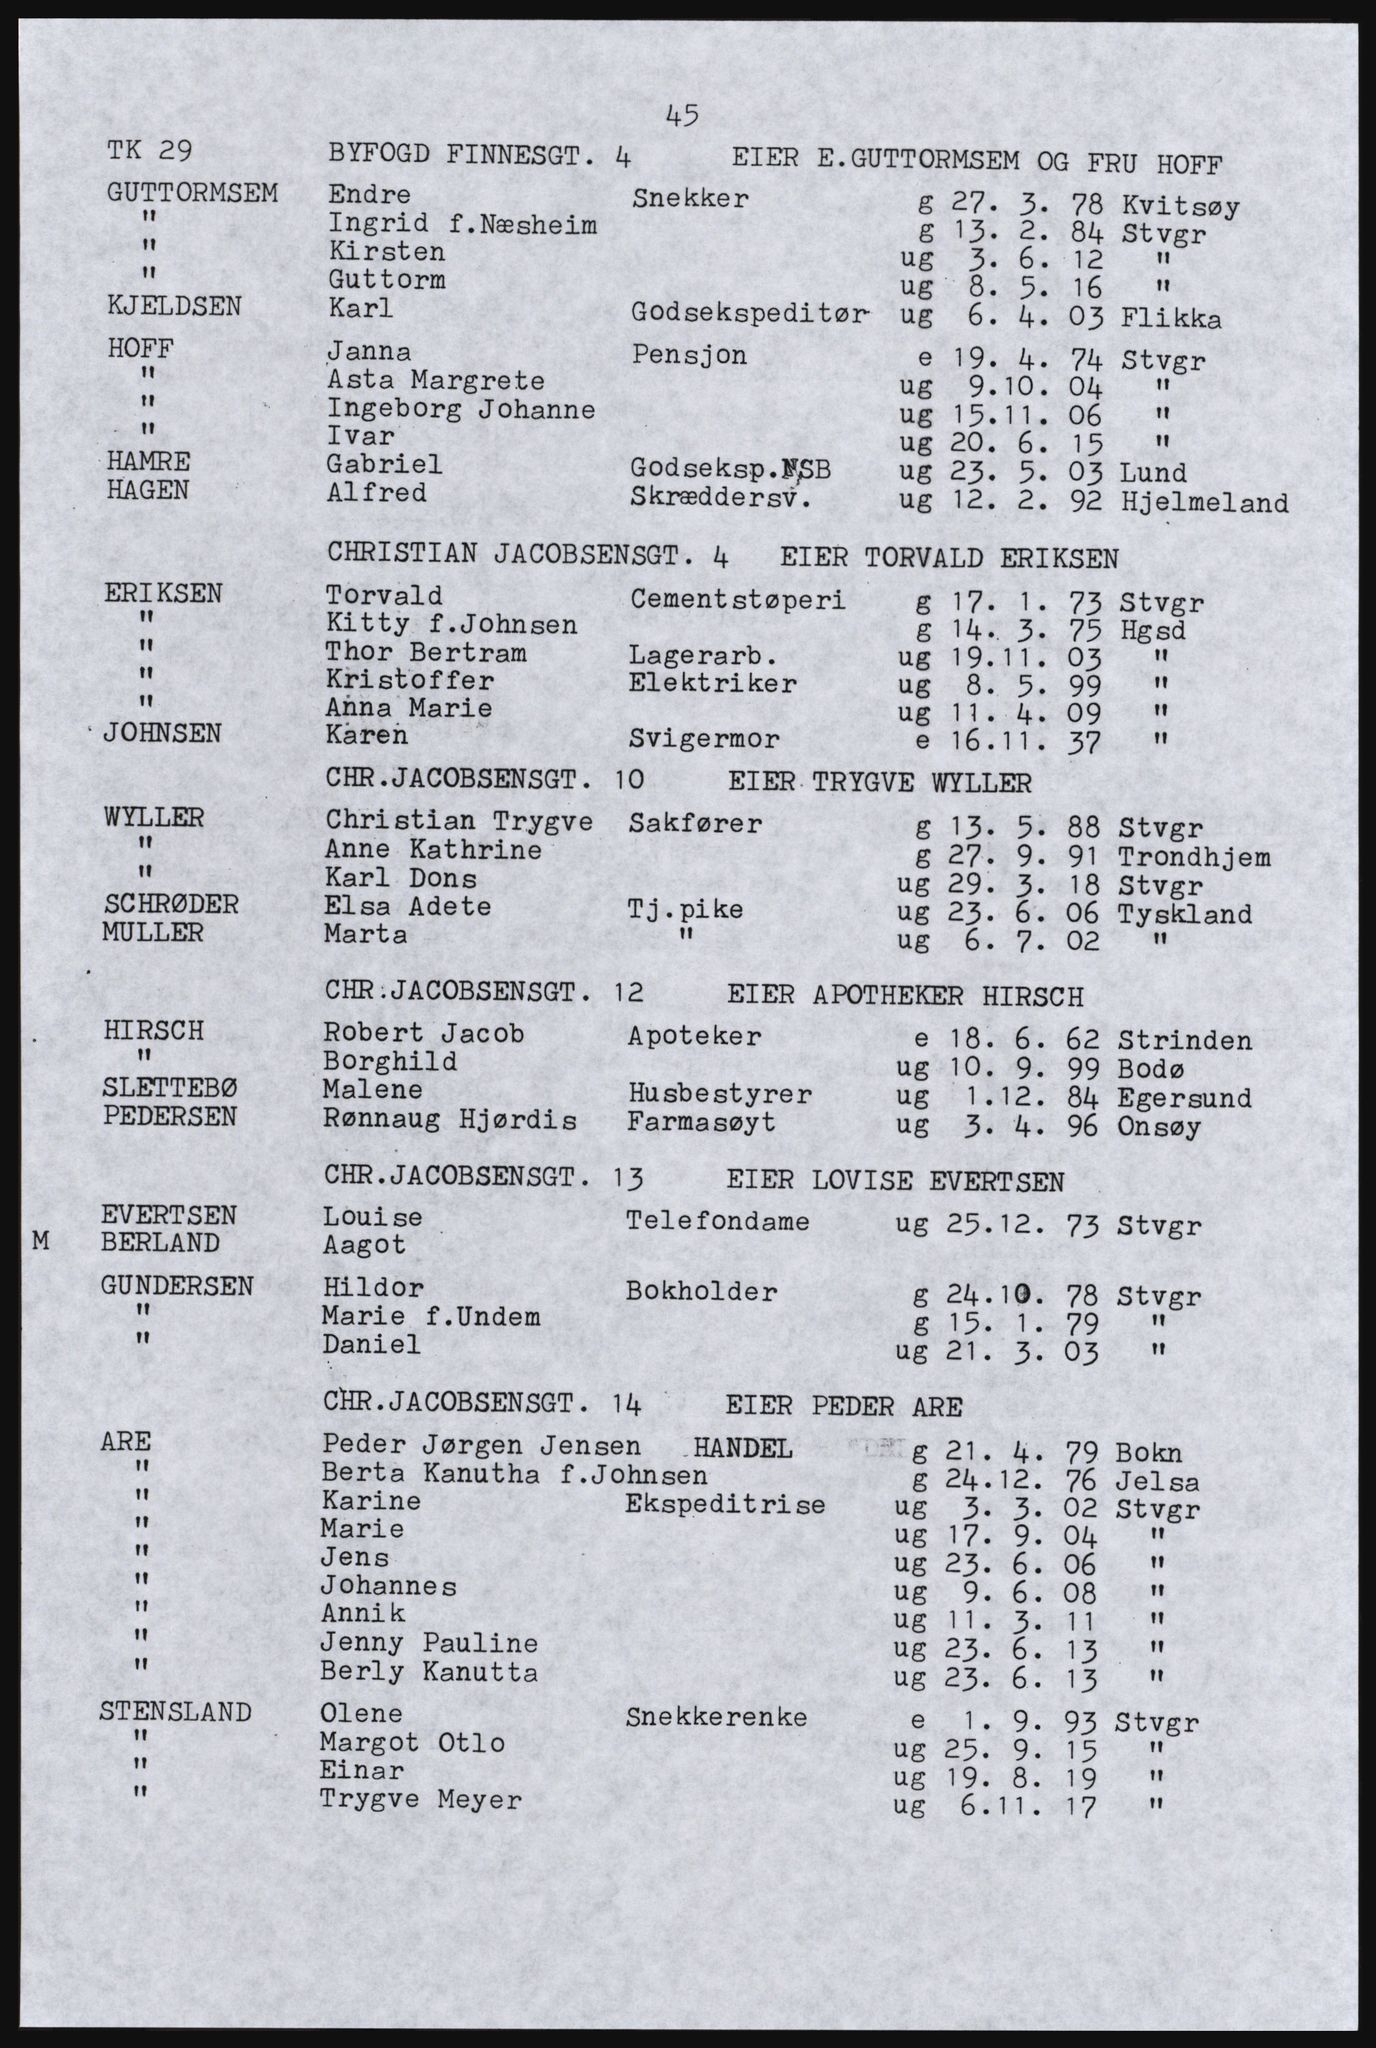 45
TK 29 BYFOGD FINNESGT. 4 EIER E.GUTTORMSEM OG FRU HOFF
GUTTORMSEM Endre Snekker g 27. 3. 78 Kvitsøy
" Ingrid f.Næsheim g 13. 2. 84 Stvgr
" Kirsten ug 3. 6. 12 "
" Guttorm ug 8. 5. 16 "
KJELDSEN Karl Godsekspeditør ug 6. 4. 03 Flikka
HOFF Janna Pensjon e 19. 4. 74 Stvgr
" Asta Margrete ug 9.10. 04 "
" Ingeborg Johanne ug 15.11. 06 "
" Ivar ug 20. 6. 15 "
HAMRE Gabriel Godseksp.NSB ug 23. 5. 03 Lund
HAGEN Alfred Skræddersv. ug 12. 2. 92 Hjelmeland
CHRISTIAN JACOBSENSGT. 4 EIER TORVALD ERIKSEN
ERIKSEN Torvald Cementstøperi g 17. 1. 73 Stvgr
" Kitty f.Johnsen g 14. 3. 75 Hgsd
" Thor Bertram Lagerarb. ug 19.11. 03 "
" Kristoffer Elektriker ug 8. 5. 99 "
" Anna Marie ug 11. 4. 09 "
JOHNSEN Karen Svigermor e 16.11. 37 "
CHR.JACOBSENSGT. 10 EIER TRYGVE WYLLER
WYLLER Christian Trygve Sakfører g 13. 5. 88 Stvgr
" Anne Kathrine g 27. 9. 91 Trondhjem
" Karl Dons ug 29. 3. 18 Stvgr
SCHRØDER Elsa Adete Tj.pike ug 23. 6. 06 Tyskland
MULLER Marta " ug 6. 7. 02 "
CHR.JACOBSENSGT. 12 EIER APOTHEKER HIRSCH
HIRSCH Robert Jacob Apoteker e 18. 6. 62 Strinden
" Borghild ug 10. 9. 99 Bodø
SLETTEBØ Malene Husbestyrer ug 1.12. 84 Egersund
PEDERSEN Rønnaug Hjørdis Farmasøyt ug 3. 4. 96 Onsøy
CHR.JACOBSENSGT. 13 EIER LOVISE EVERTSEN
EVERTSEN Louise Telefondame ug 25.12. 73 Stvgr
M BERLAND Aagot
GUNDERSEN Hildor Bokholder g 24.10. 78 Stvgr
" Marie f.Undem g 15. 1. 79 "
" Daniel ug 21. 3. 03 "
CHR.JACOBSENSGT. 14 EIER PEDER ARE
ARE Peder Jørgen Jensen HANDEL g 21. 4. 79 Bokn
" Berta Kanutha f.Johnsen g 24.12. 76 Jelsa
" Karine Ekspeditrise ug 3. 3. 02 Stvgr
" Marie ug 17. 9. 04 "
" Jens ug 23. 6. 06 "
" Johannes ug 9. 6. 08 "
" Annik ug 11. 3. 11 "
" Jenny Pauline ug 23. 6. 13 "
" Berly Kanutta ug 23. 6. 13 "
STENSLAND Olene Snekkerenke e 1. 9. 93 Stvgr
" Margot Otlo ug 25. 9. 15 "
" Einar ug 19. 8. 19 "
" Trygve Meyer ug 6.11. 17 "